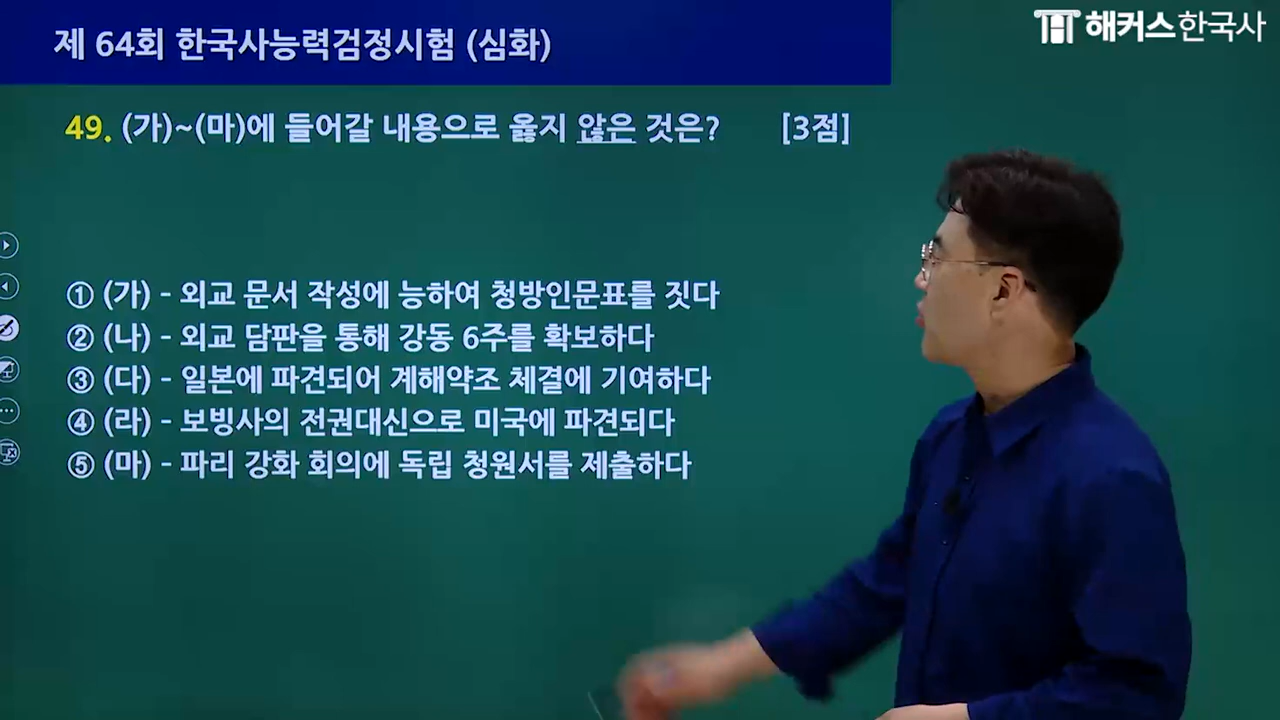 제 64회 한국사능력검정시험 (심화)
해커스한국사
49. (가)~(마)에 들어갈 내용으로 옳지 않은 것은? [3점]
① (가) - 외교 문서 작성에 능하여 청방인문표를 짓다
② (나) - 외교 담판을 통해 강동 6주를 확보하다
③ (다) - 일본에 파견되어 계해약조 체결에 기여하다
④ (라) - 보빙사의 전권대신으로 미국에 파견되다
⑤ (마) - 파리 강화 회의에 독립 청원서를 제출하다